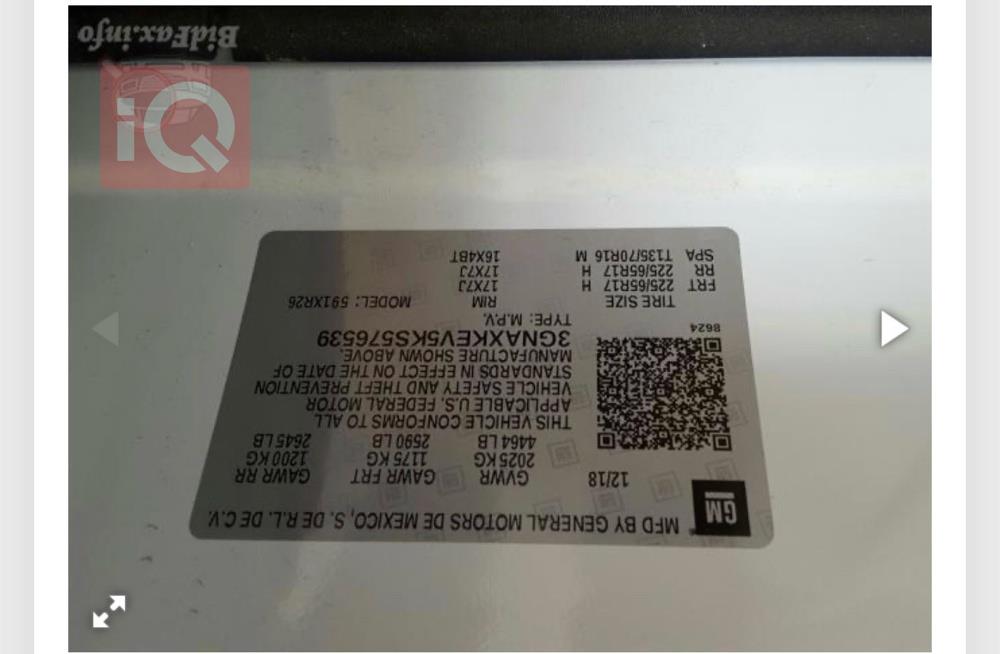 MFD BY GENERAL MOTORS DE MEXICO, S. DE R.L. DE C.V.
GM
12/18 GVWR GAWR FRT GAWR RR
2025 KG 1175 KG 1200 KG
4464 LB 2590 LB 2645 LB
THIS VEHICLE CONFORMS TO ALL
APPLICABLE U.S. FEDERAL MOTOR
VEHICLE SAFETY AND THEFT PREVENTION
STANDARDS IN EFFECT ON THE DATE OF
MANUFACTURE SHOWN ABOVE.
3GNAXKEV5KS576539
8624
TYPE: M.P.V.
TIRE SIZE RIM MODEL: 591XR26
FRT 225/65R17 H 17X7J
RR 225/65R17 H 17X7J
SPA T135/70R16 M 16X4BT
BidFax.info
iQ